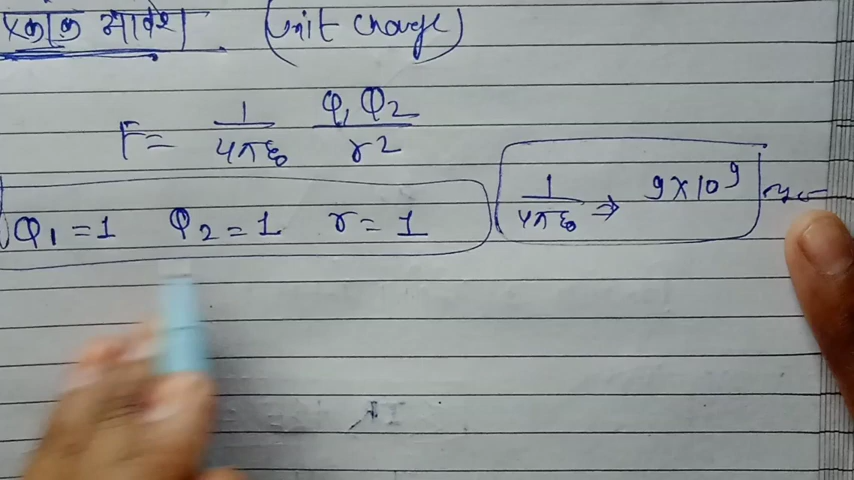 एकांक आवेश (Unit charge)
F = 1/4πε₀ Q₁Q₂/r²
Q₁ = 1 Q₂ = 1 r = 1 1/4πε₀ ⇒ 9×10⁹